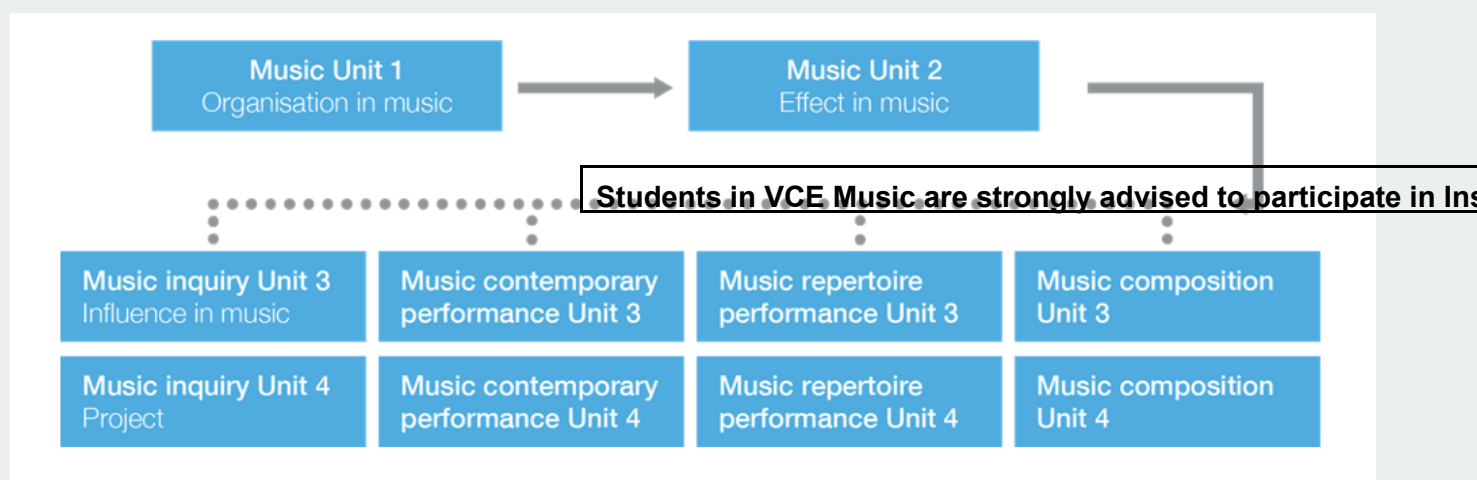 Music Unit 1
Organisation in music
Music Unit 2
Effect in music
Students in VCE Music are strongly advised to participate in
Music inquiry Unit 3
Influence in music
Music contemporary
performance Unit 3
Music repertoire
performance Unit 3
Music composition
Unit 3
Music inquiry Unit 4
Project
Music contemporary
performance Unit 4
Music repertoire
performance Unit 4
Music composition
Unit 4